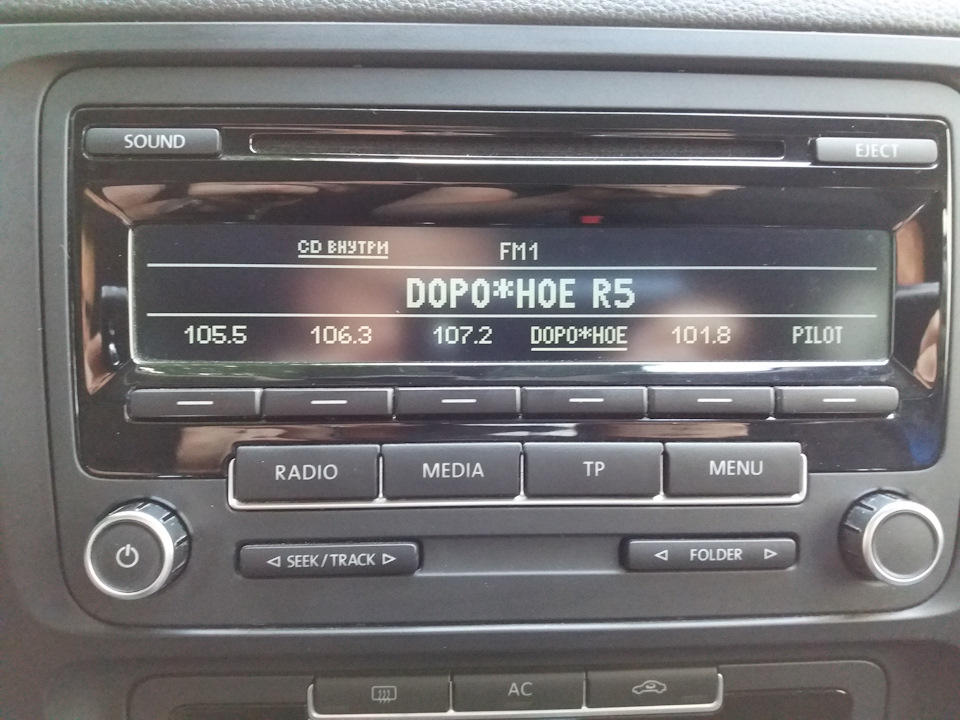 SOUND EJECT
CD ВНУТРИ FM1
DOPO*HOE R5
105.5 106.3 107.2 DOPO*HOE 101.8 PILOT
RADIO MEDIA TP MENU
SEEK/TRACK FOLDER
AC